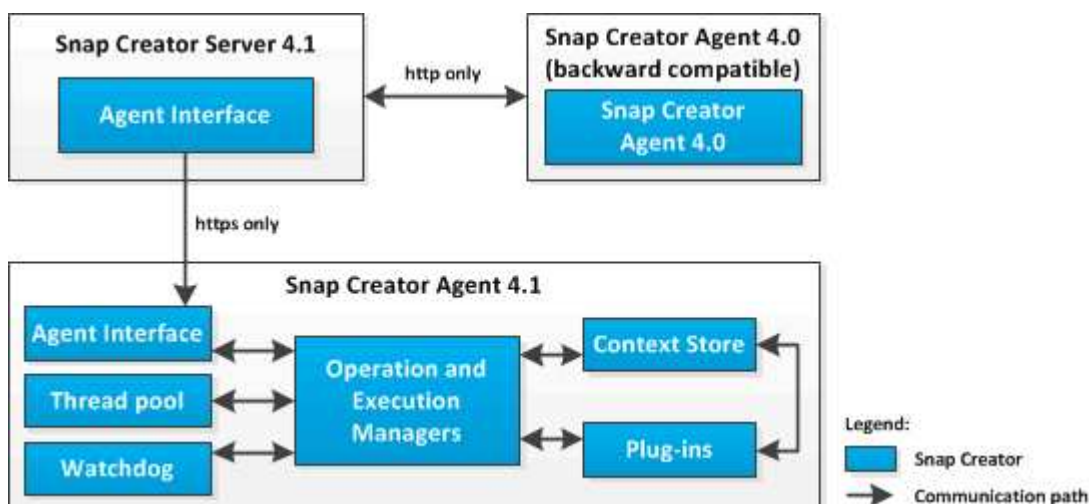 Snap Creator Server 4.1
Agent Interface
http only
Snap Creator Agent 4.0
(backward compatible)
Snap Creator
Agent 4.0
https only
Snap Creator Agent 4.1
Agent Interface
Thread pool
Watchdog
Operation and
Execution
Managers
Context Store
Plug-ins
Legend:
Snap Creator
Communication path